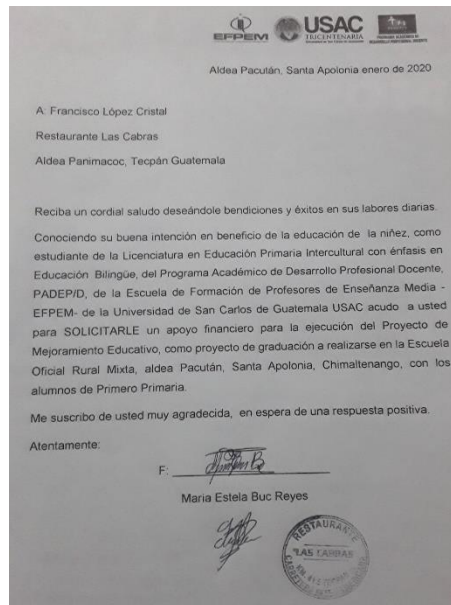 EFPEM
USAC
TRICENTENARIA
Aldea Pacután, Santa Apolonia enero de 2020
A: Francisco López Cristal
Restaurante Las Cabras
Aldea Panimacoc, Tecpán Guatemala
Reciba un cordial saludo deseándole bendiciones y éxitos en sus labores diarias.
Conociendo su buena intención en beneficio de la educación de la niñez, como
estudiante de la Licenciatura en Educación Primaria Intercultural con énfasis en
Educación Bilingüe, del Programa Académico de Desarrollo Profesional Docente,
PADEP/D, de la Escuela de Formación de Profesores de Enseñanza Media -
EFPEM- de la Universidad de San Carlos de Guatemala USAC acudo a usted
para SOLICITARLE un apoyo financiero para la ejecución del Proyecto de
Mejoramiento Educativo, como proyecto de graduación a realizarse en la Escuela
Oficial Rural Mixta, aldea Pacután, Santa Apolonia, Chimaltenango, con los
alumnos de Primero Primaria.
Me suscribo de usted muy agradecida, en espera de una respuesta positiva.
Atentamente:
F:
Maria Estela Buc Reyes
RESTAURANTE
"LAS CABRAS"